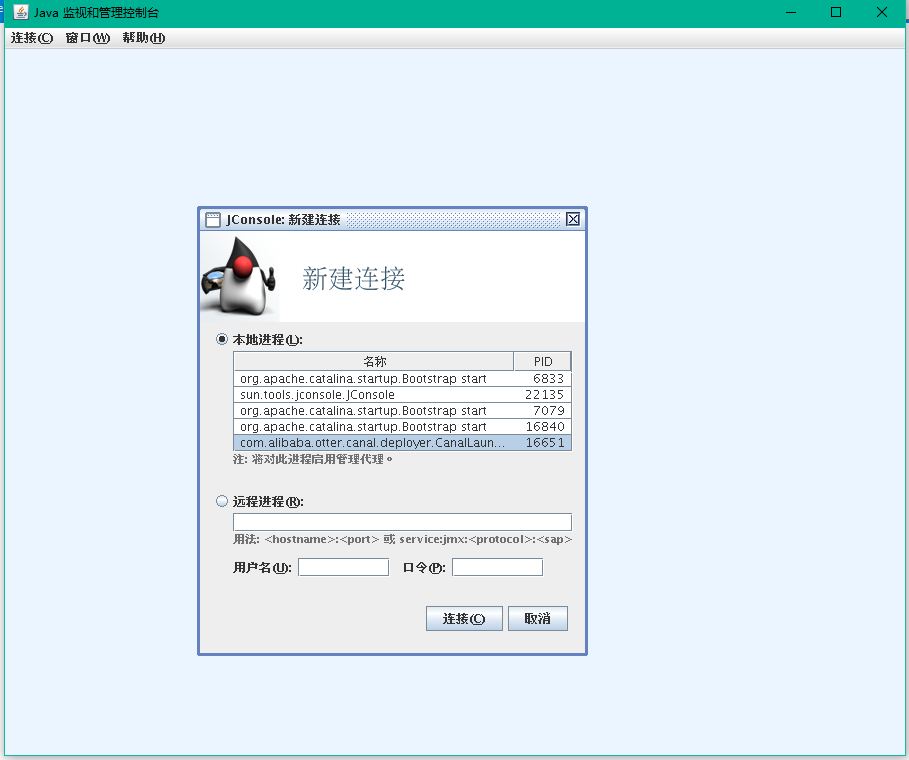 Java 监视和管理控制台
连接(C) 窗口(W) 帮助(H)
JConsole: 新建连接
新建连接
本地进程(L):
名称 PID
org.apache.catalina.startup.Bootstrap start 6833
sun.tools.jconsole.JConsole 22135
org.apache.catalina.startup.Bootstrap start 7079
org.apache.catalina.startup.Bootstrap start 16840
com.alibaba.otter.canal.deployer.CanalLaun... 16651
注: 将对此进程启用管理代理。
远程进程(R):
用法: <hostname>:<port> 或 service:jmx:<protocol>:<sap>
用户名(U): 口令(P):
连接(C) 取消